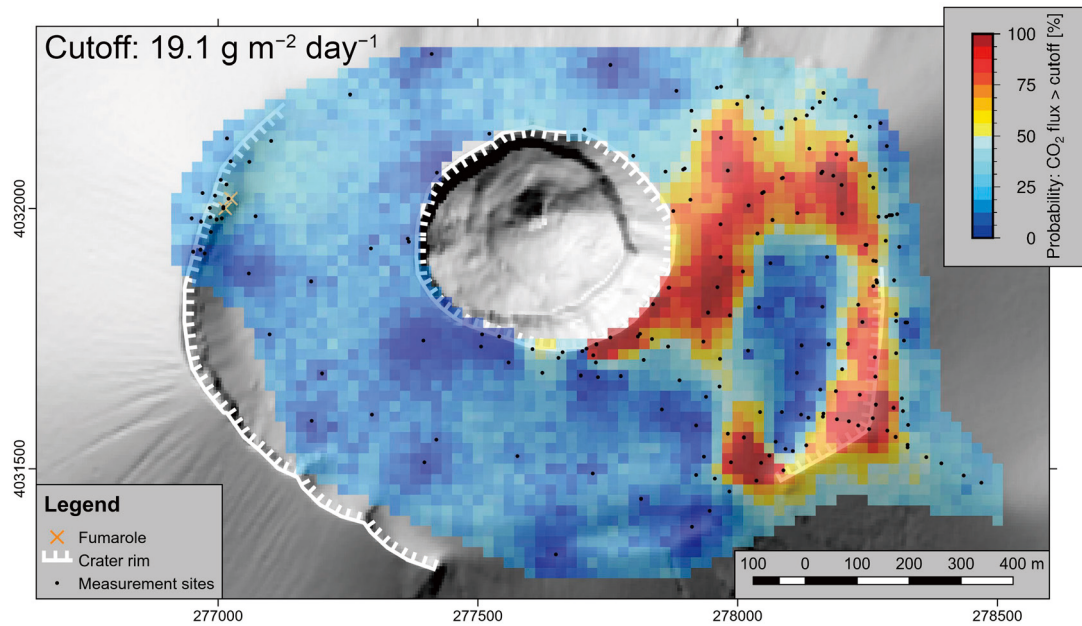 Cutoff: 19.1 g m⁻² day⁻¹
100
75
50
25
0
Probability: CO₂ flux > cutoff [%]
4032000
4031500
Legend
Fumarole
Crater rim
Measurement sites
100 0 100 200 300 400 m
277000 277500 278000 278500